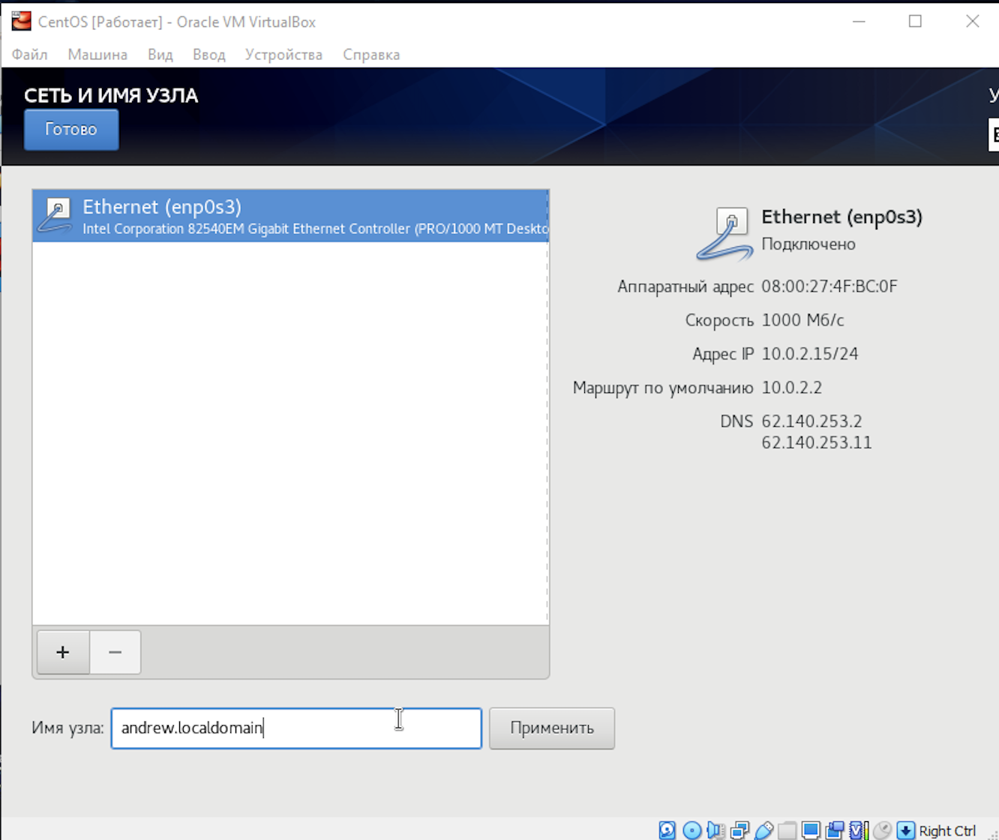 CentOS [Работает] - Oracle VM VirtualBox
Файл Машина Вид Ввод Устройства Справка
СЕТЬ И ИМЯ УЗЛА
Готово
Ethernet (enp0s3)
Intel Corporation 82540EM Gigabit Ethernet Controller (PRO/1000 MT Deskto
Ethernet (enp0s3)
Подключено
Аппаратный адрес 08:00:27:4F:BC:0F
Скорость 1000 Мб/с
Адрес IP 10.0.2.15/24
Маршрут по умолчанию 10.0.2.2
DNS 62.140.253.2
62.140.253.11
+ −
Имя узла: andrew.localdomain Применить
Right Ctrl